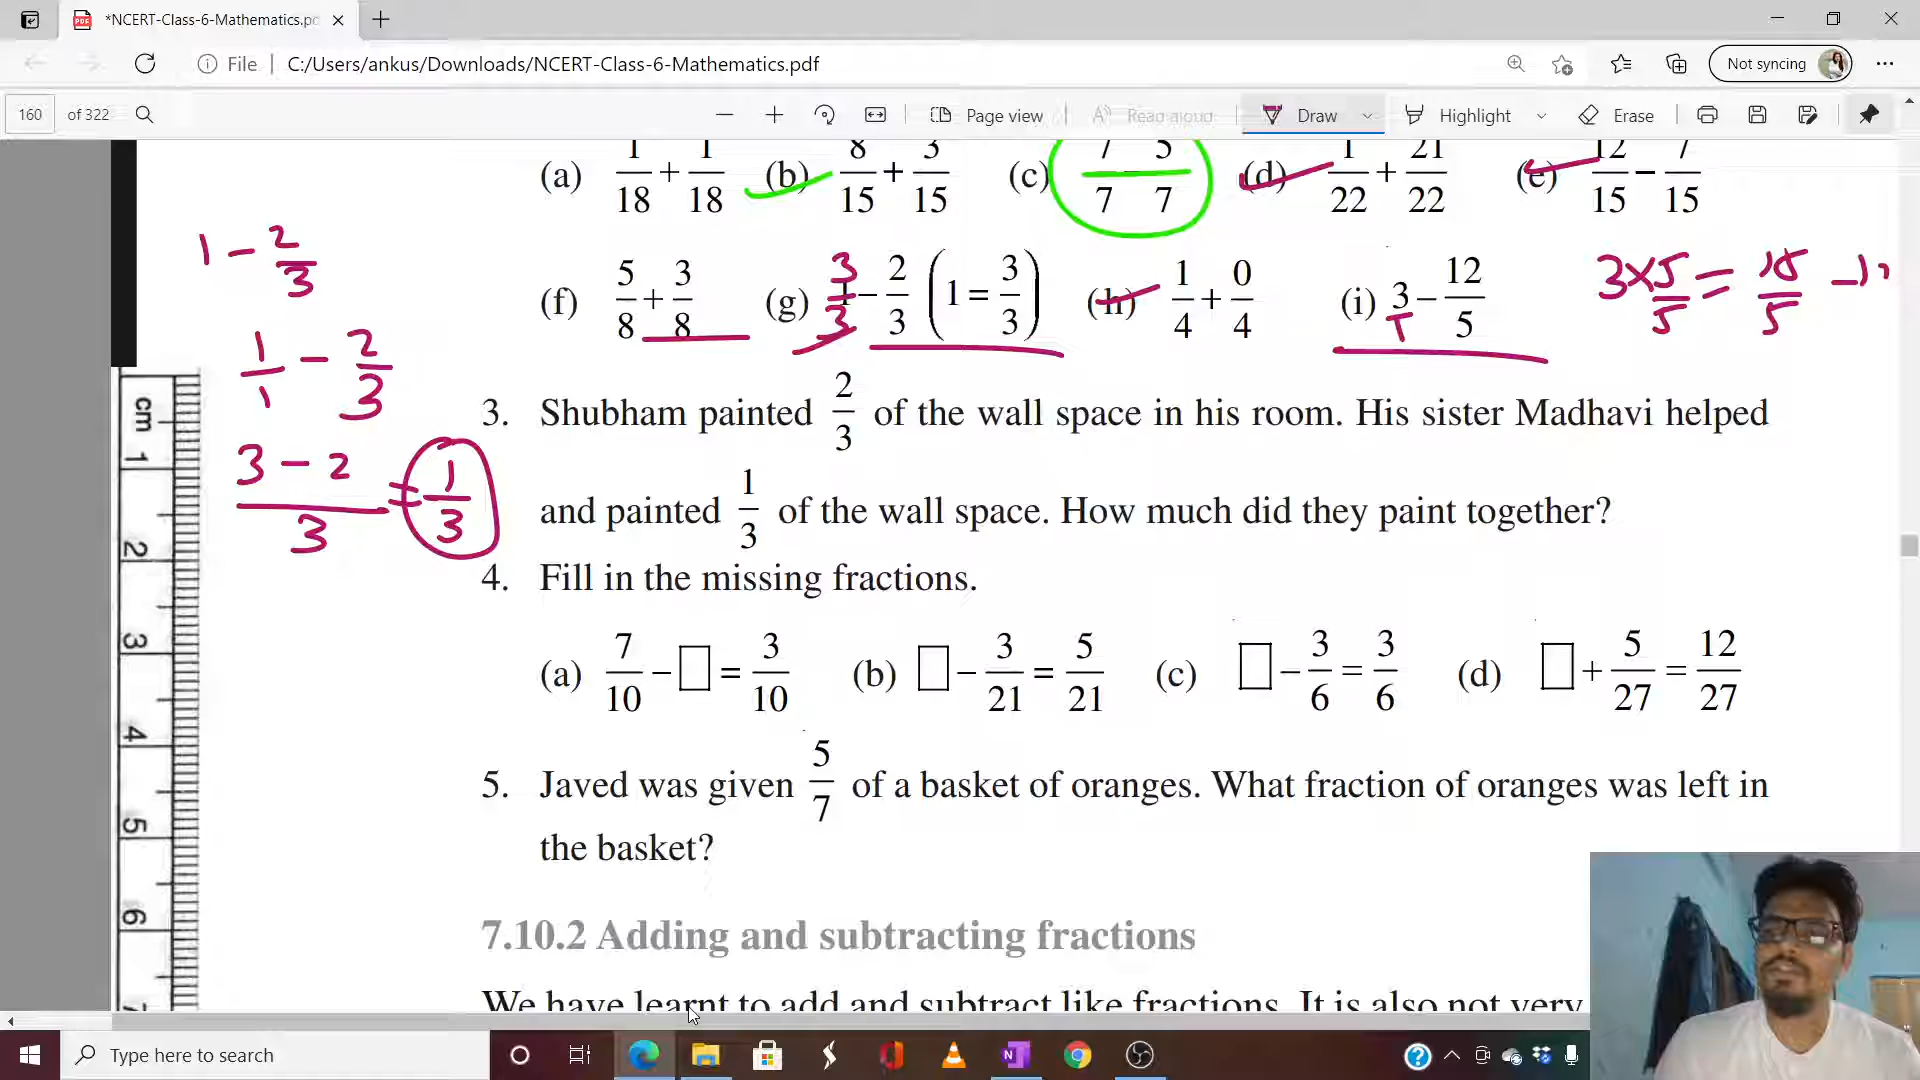 *NCERT-Class-6-Mathematics.pd
File C:/Users/ankus/Downloads/NCERT-Class-6-Mathematics.pdf Not syncing
160 of 322 Page view Read aloud Draw Highlight Erase
(a) 1/18 + 1/18 (b) 8/15 + 3/15 (c) 7/7 5/7 (d) 1/22 + 21/22 (e) 12/15 − 7/15
1 − 2/3
(f) 5/8 + 3/8 (g) 1 3/3 − 2/3 (1 = 3/3) (h) 1/4 + 0/4 (i) 3/1 − 12/5 3×5/5 = 15/5 −
1/1 − 2/3
3. Shubham painted 2/3 of the wall space in his room. His sister Madhavi helped
3 − 2/3 = 1/3
and painted 1/3 of the wall space. How much did they paint together?
4. Fill in the missing fractions.
(a) 7/10 − □ = 3/10 (b) □ − 3/21 = 5/21 (c) □ − 3/6 = 3/6 (d) □ + 5/27 = 12/27
5. Javed was given 5/7 of a basket of oranges. What fraction of oranges was left in
the basket?
7.10.2 Adding and subtracting fractions
We have learnt to add and subtract like fractions. It is also not very
cm
1
2
3
4
5
6
Type here to search